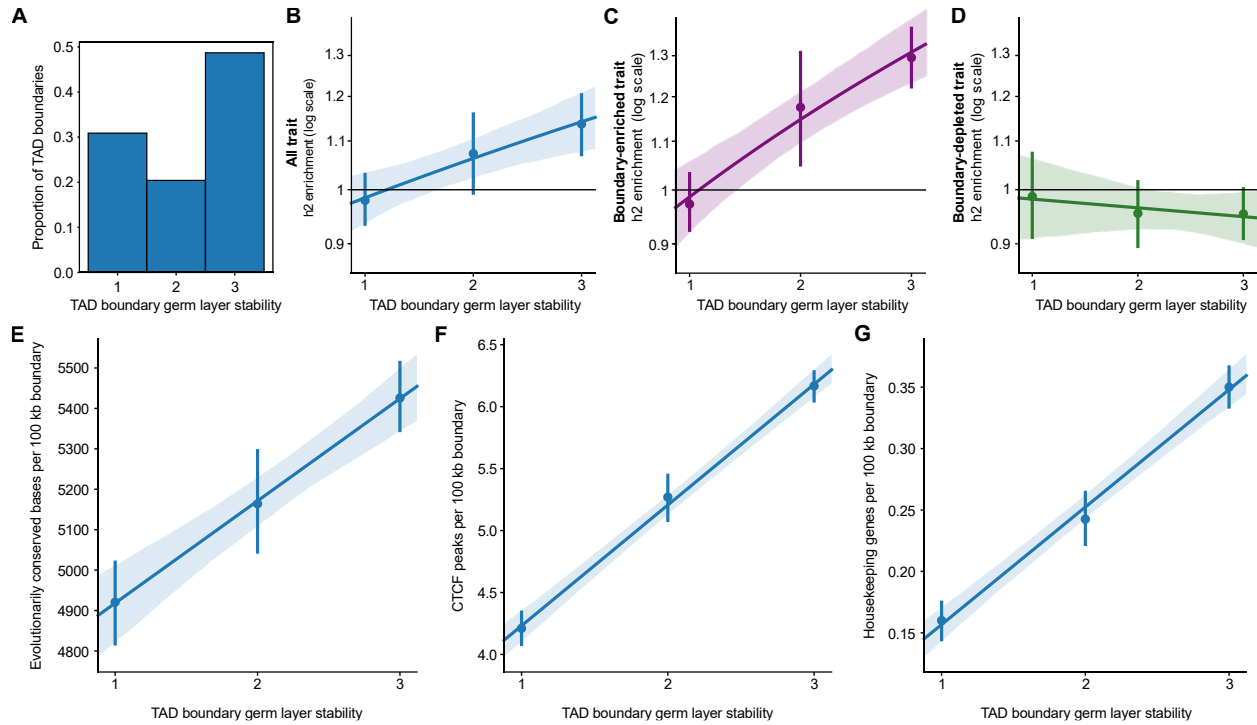 A
Proportion of TAD boundaries
0.5
0.4
0.3
0.2
0.1
0.0
1 2 3
TAD boundary germ layer stability
B
All trait
h2 enrichment (log scale)
1.3
1.2
1.1
1
0.9
1 2 3
TAD boundary germ layer stability
C
Boundary-enriched trait
h2 enrichment (log scale)
1.3
1.2
1.1
1
0.9
1 2 3
TAD boundary germ layer stability
D
Boundary-depleted trait
h2 enrichment (log scale)
1.3
1.2
1.1
1
0.9
1 2 3
TAD boundary germ layer stability
E
Evolutionarily conserved bases per 100 kb boundary
5500
5400
5300
5200
5100
5000
4900
4800
1 2 3
TAD boundary germ layer stability
F
CTCF peaks per 100 kb boundary
6.5
6.0
5.5
5.0
4.5
4.0
1 2 3
TAD boundary germ layer stability
G
Housekeeping genes per 100 kb boundary
0.35
0.30
0.25
0.20
0.15
1 2 3
TAD boundary germ layer stability